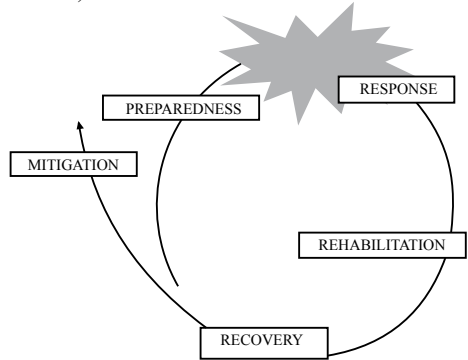 RESPONSE
PREPAREDNESS
MITIGATION
REHABILITATION
RECOVERY